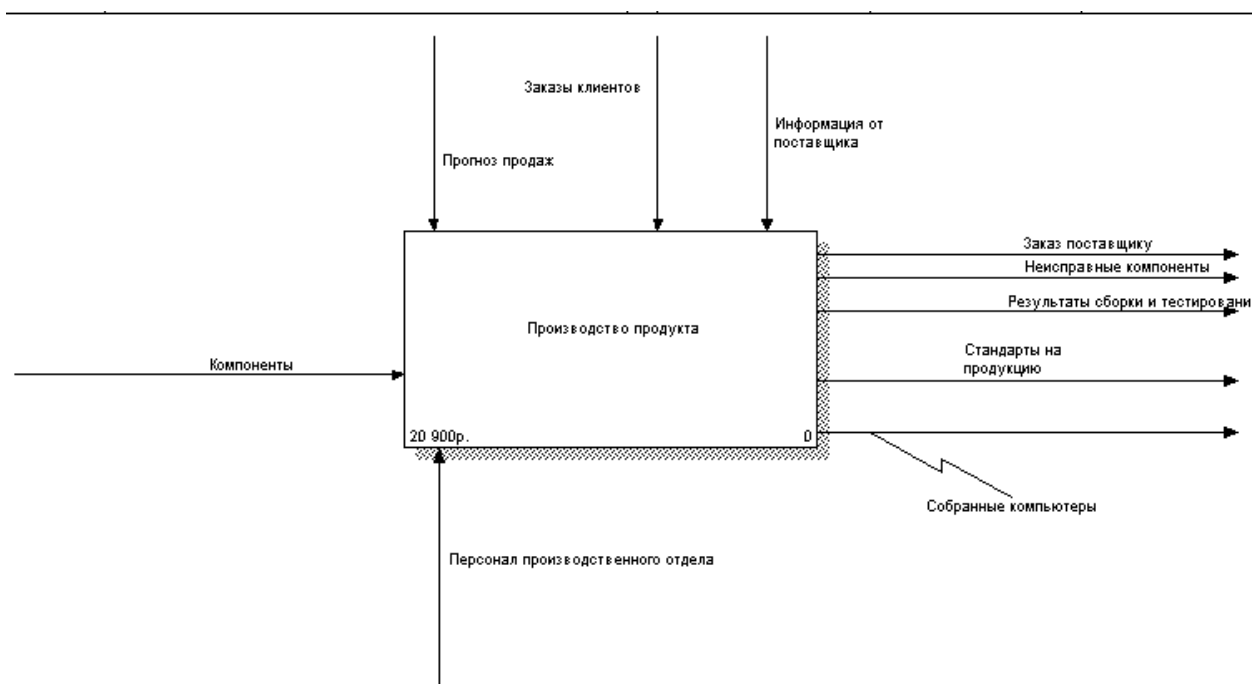 Заказы клиентов
Информация от
поставщика
Прогноз продаж
Заказ поставщику
Неисправные компоненты
Результаты сборки и тестировани
Производство продукта
Стандарты на
продукцию
Компоненты
20 900р.
0
Собранные компьютеры
Персонал производственного отдела